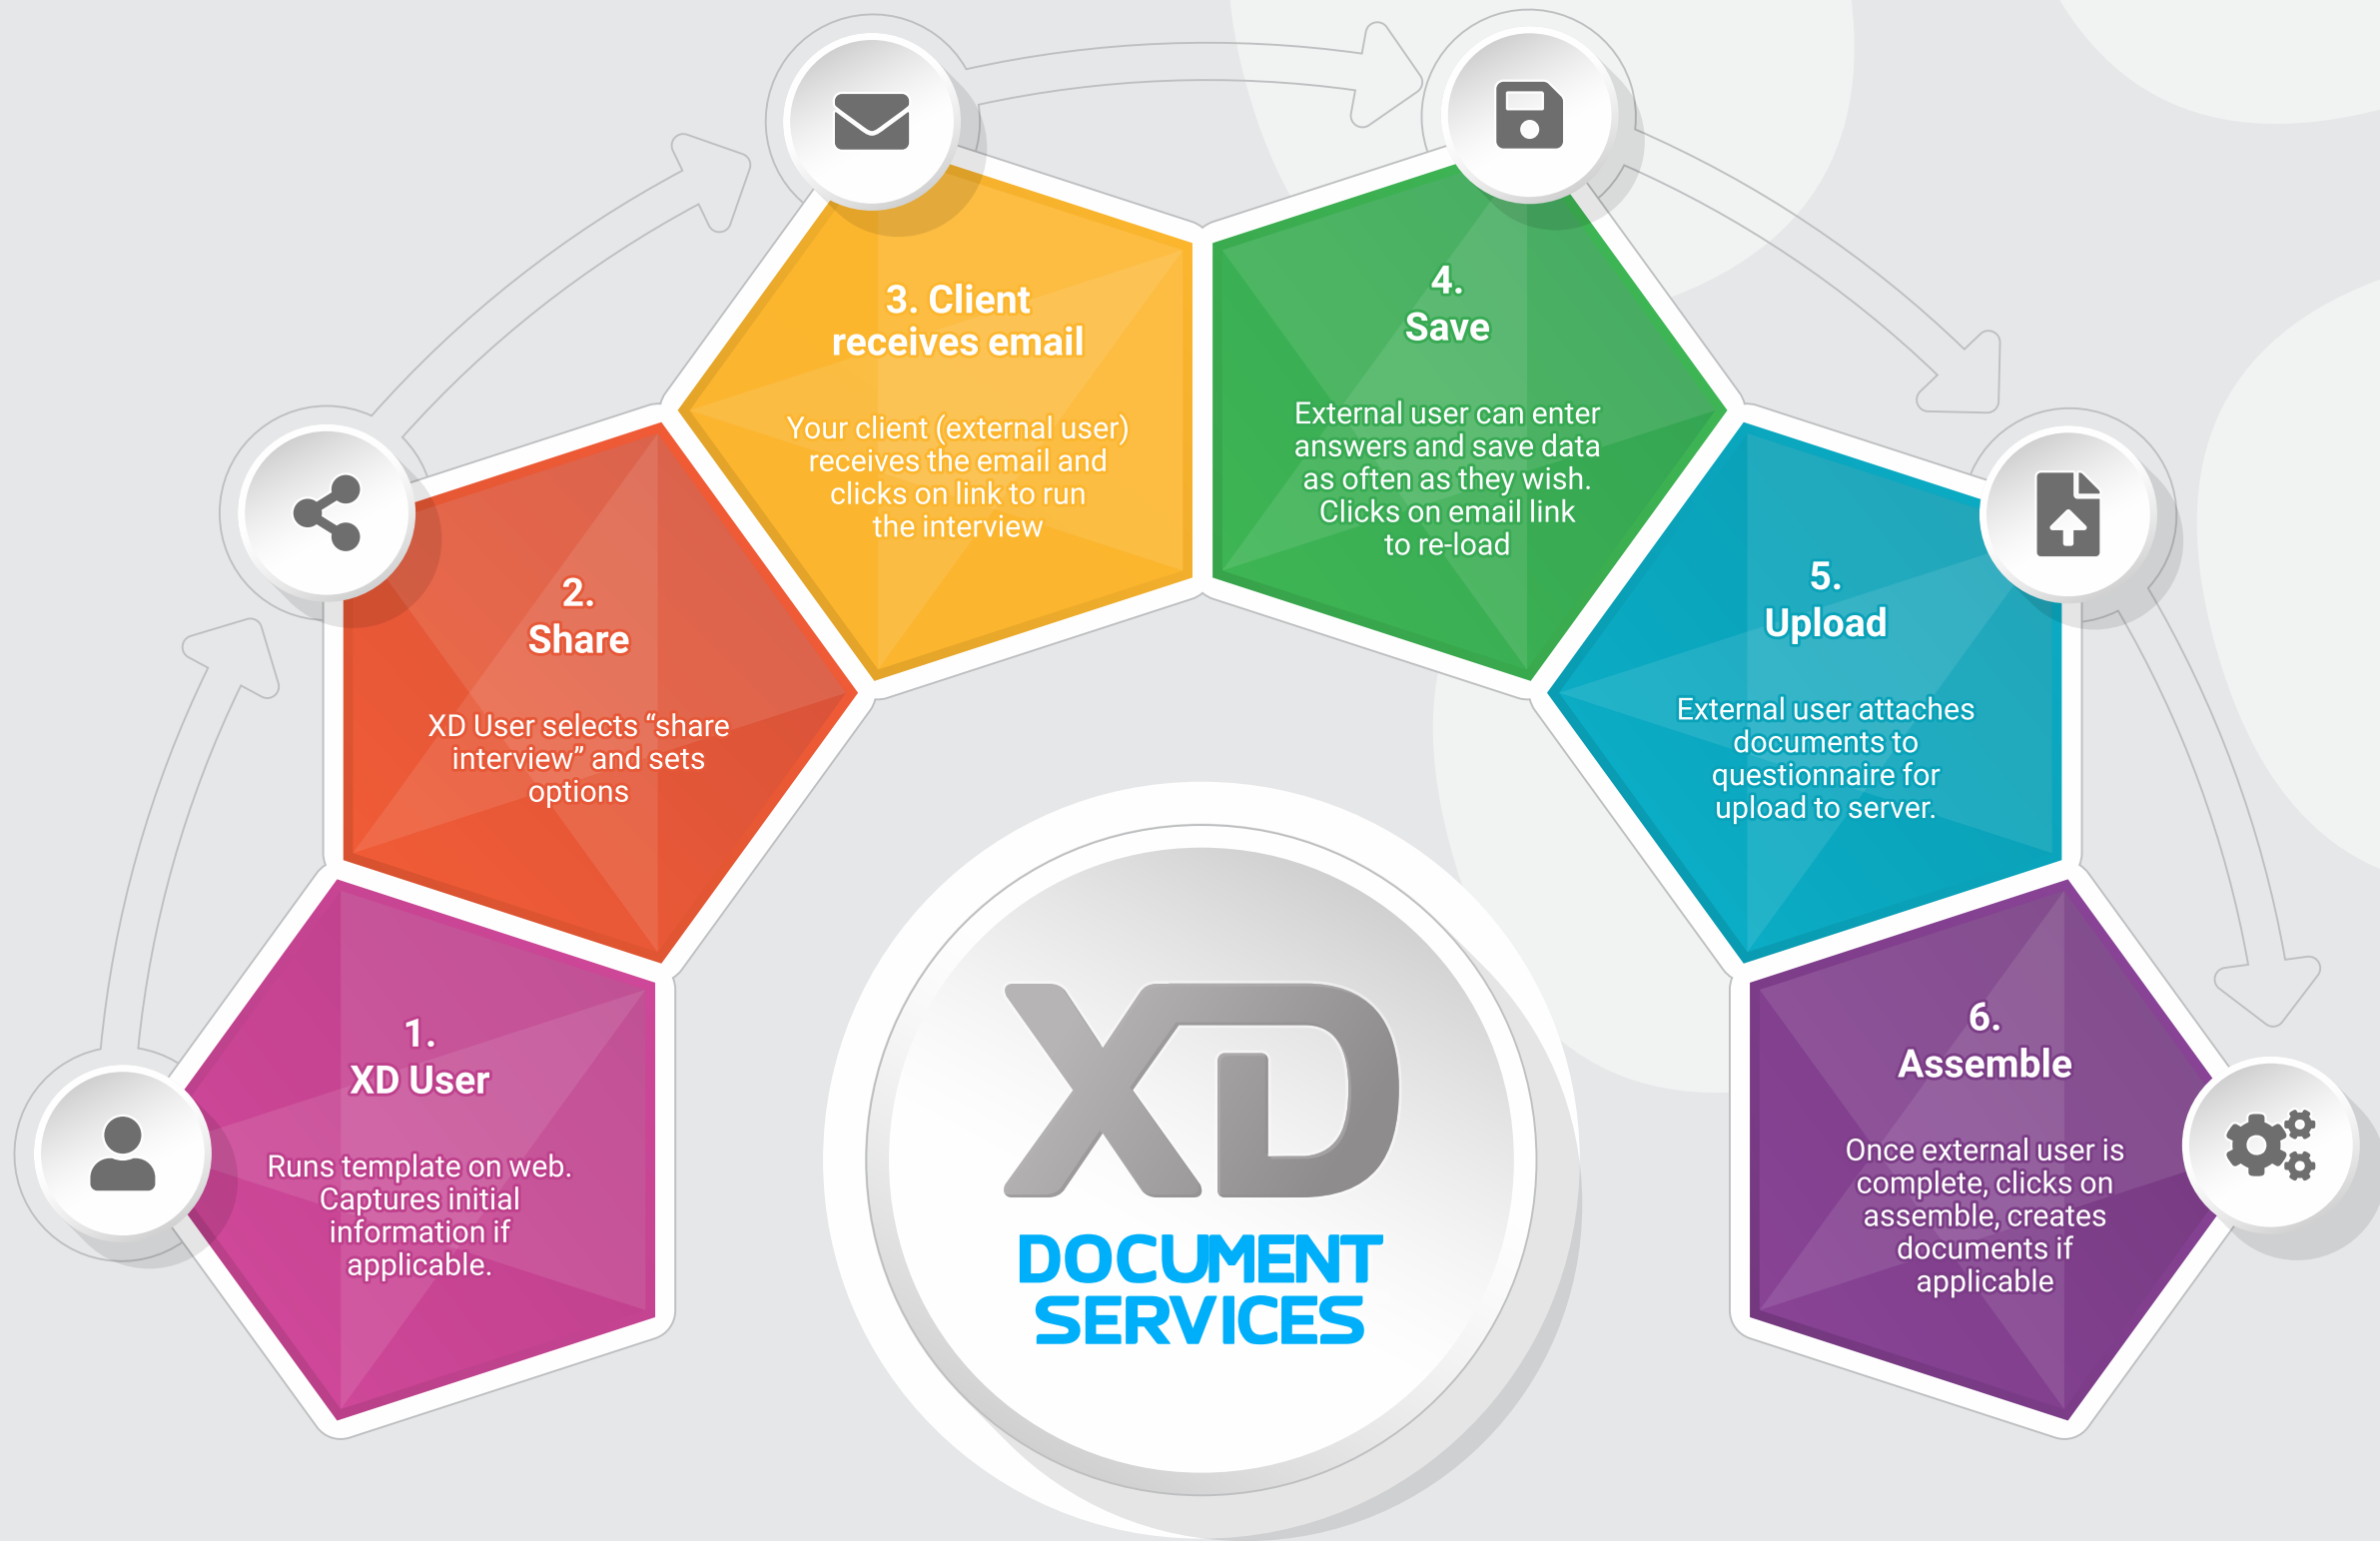 1.
XD User
Runs template on web.
Captures initial
information if
applicable.
2.
Share
XD User selects “share
interview” and sets
options
3. Client
receives email
Your client (external user)
receives the email and
clicks on link to run
the interview
4.
Save
External user can enter
answers and save data
as often as they wish.
Clicks on email link
to re-load
5.
Upload
External user attaches
documents to
questionnaire for
upload to server.
6.
Assemble
Once external user is
complete, clicks on
assemble, creates
documents if
applicable
XD
DOCUMENT
SERVICES